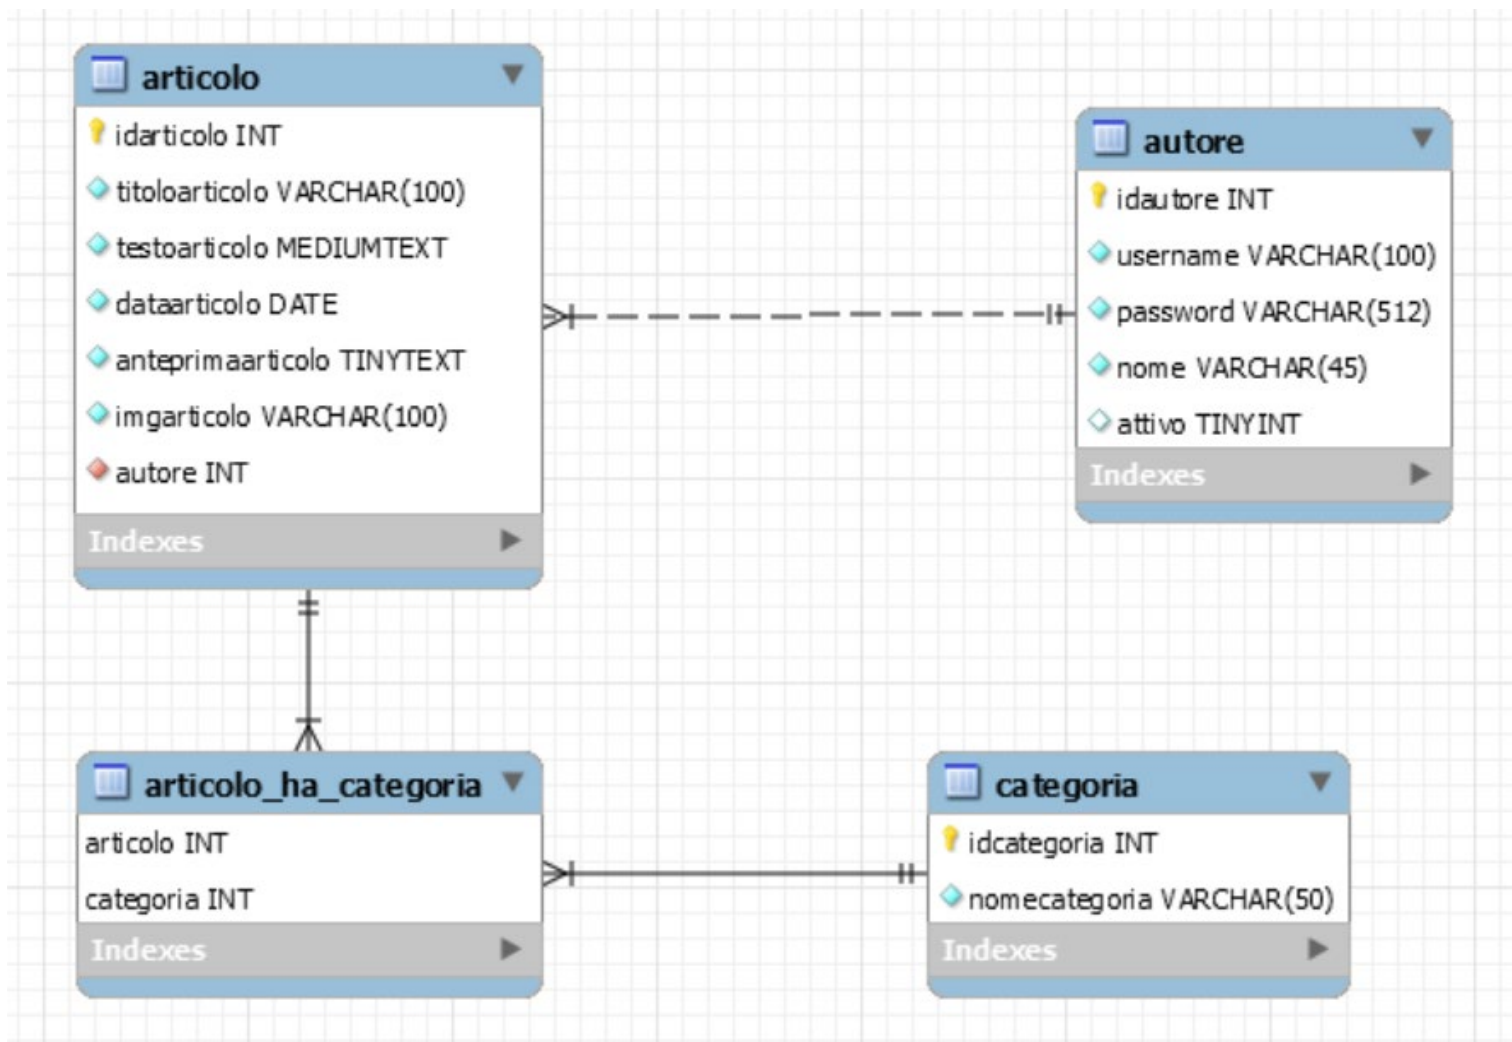 articolo
idarticolo INT
titoloarticolo VARCHAR(100)
testoarticolo MEDIUMTEXT
dataarticolo DATE
anteprimaarticolo TINYTEXT
imgarticolo VARCHAR(100)
autore INT
Indexes
autore
idautore INT
username VARCHAR(100)
password VARCHAR(512)
nome VARCHAR(45)
attivo TINYINT
Indexes
articolo_ha_categoria
articolo INT
categoria INT
Indexes
categoria
idcategoria INT
nomecategoria VARCHAR(50)
Indexes